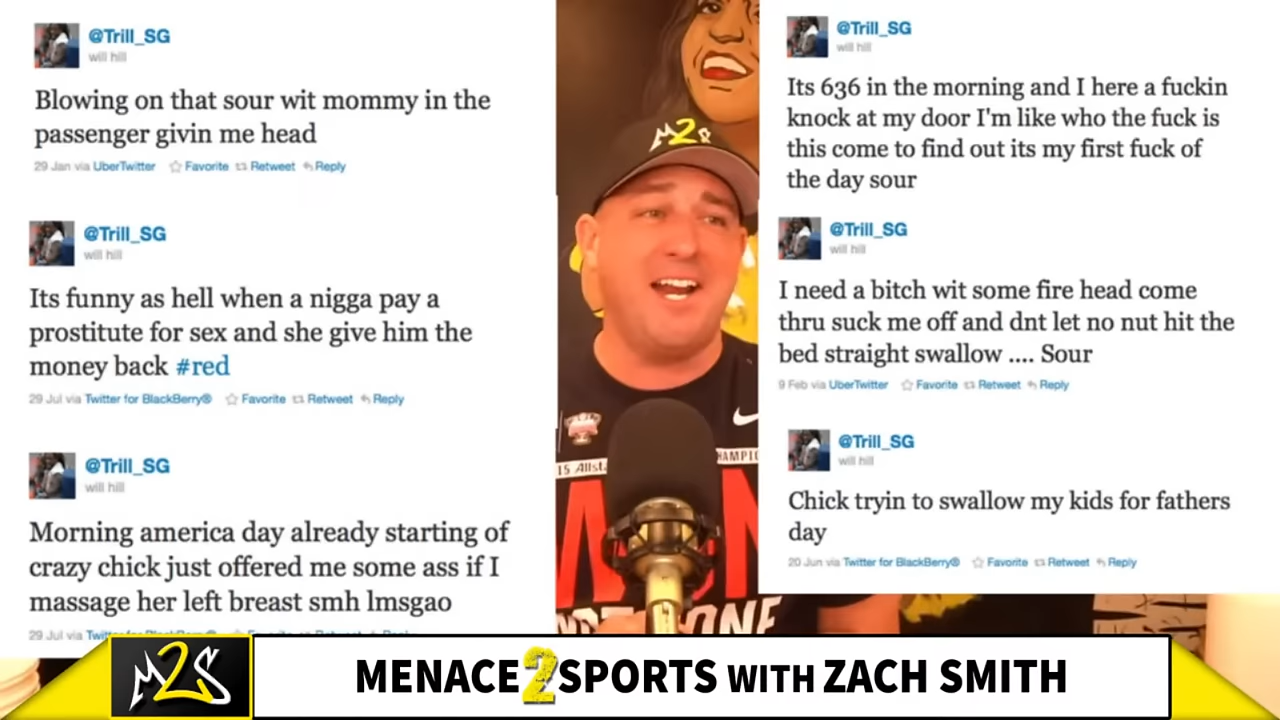 @Trill_SG
will hill
Blowing on that sour wit mommy in the
passenger givin me head
29 Jan via UberTwitter Favorite Retweet Reply
@Trill_SG
will hill
Its funny as hell when a nigga pay a
prostitute for sex and she give him the
money back #red
29 Jul via Twitter for BlackBerry® Favorite Retweet Reply
@Trill_SG
will hill
Morning america day already starting of
crazy chick just offered me some ass if I
massage her left breast smh lmsgao
29 Jul via
M2S
15 Allst
@Trill_SG
will hill
Its 636 in the morning and I here a fuckin
knock at my door I'm like who the fuck is
this come to find out its my first fuck of
the day sour
@Trill_SG
will hill
I need a bitch wit some fire head come
thru suck me off and dnt let no nut hit the
bed straight swallow .... Sour
9 Feb via UberTwitter Favorite Retweet Reply
@Trill_SG
will hill
Chick tryin to swallow my kids for fathers
day
20 Jun via Twitter for BlackBerry® Favorite Retweet Reply
M2S
MENACE2SPORTS WITH ZACH SMITH